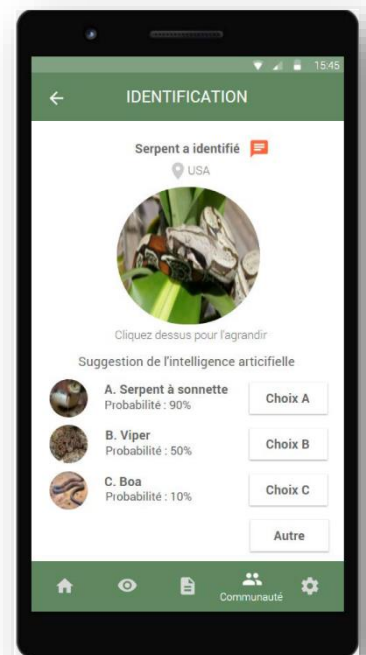 15:45
IDENTIFICATION
Serpent a identifié
USA
Cliquez dessus pour l'agrandir
Suggestion de l'intelligence articifielle
A. Serpent à sonnette
Probabilité : 90%
Choix A
B. Viper
Probabilité : 50%
Choix B
C. Boa
Probabilité : 10%
Choix C
Autre
Communauté